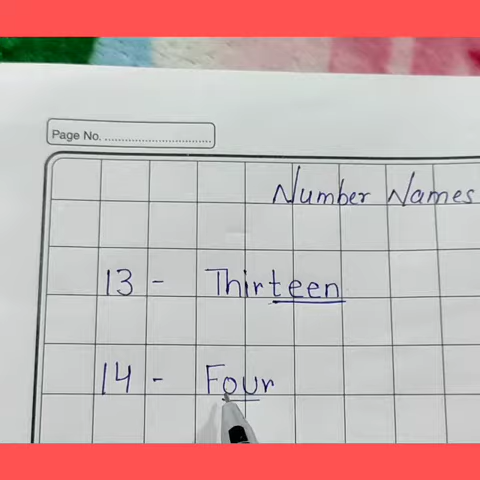 Page No. ..............................
Number Names
13 - Thirteen
14 - Four